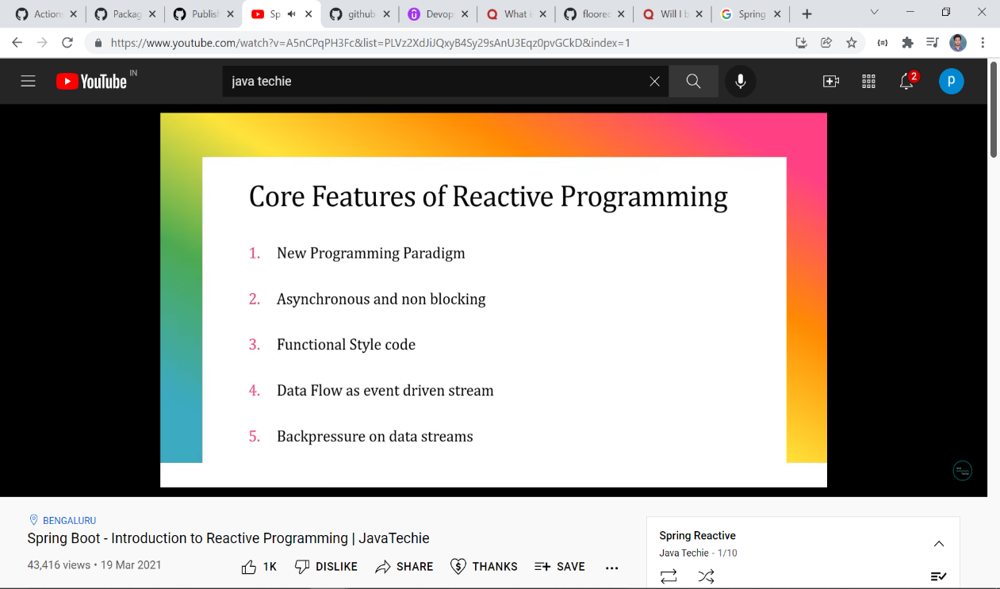 Action
Packag
Publish
Sp
github
Devop
What i
floorec
Will I b
Spring
https://www.youtube.com/watch?v=A5nCPqPH3Fc&list=PLVz2XdJiJQxyB4Sy29sAnU3Eqz0pvGCkD&index=1
YouTube IN
java techie
2
p
Core Features of Reactive Programming
1. New Programming Paradigm
2. Asynchronous and non blocking
3. Functional Style code
4. Data Flow as event driven stream
5. Backpressure on data streams
BENGALURU
Spring Boot - Introduction to Reactive Programming | JavaTechie
43,416 views • 19 Mar 2021
1K
DISLIKE
SHARE
THANKS
SAVE
Spring Reactive
Java Techie - 1/10